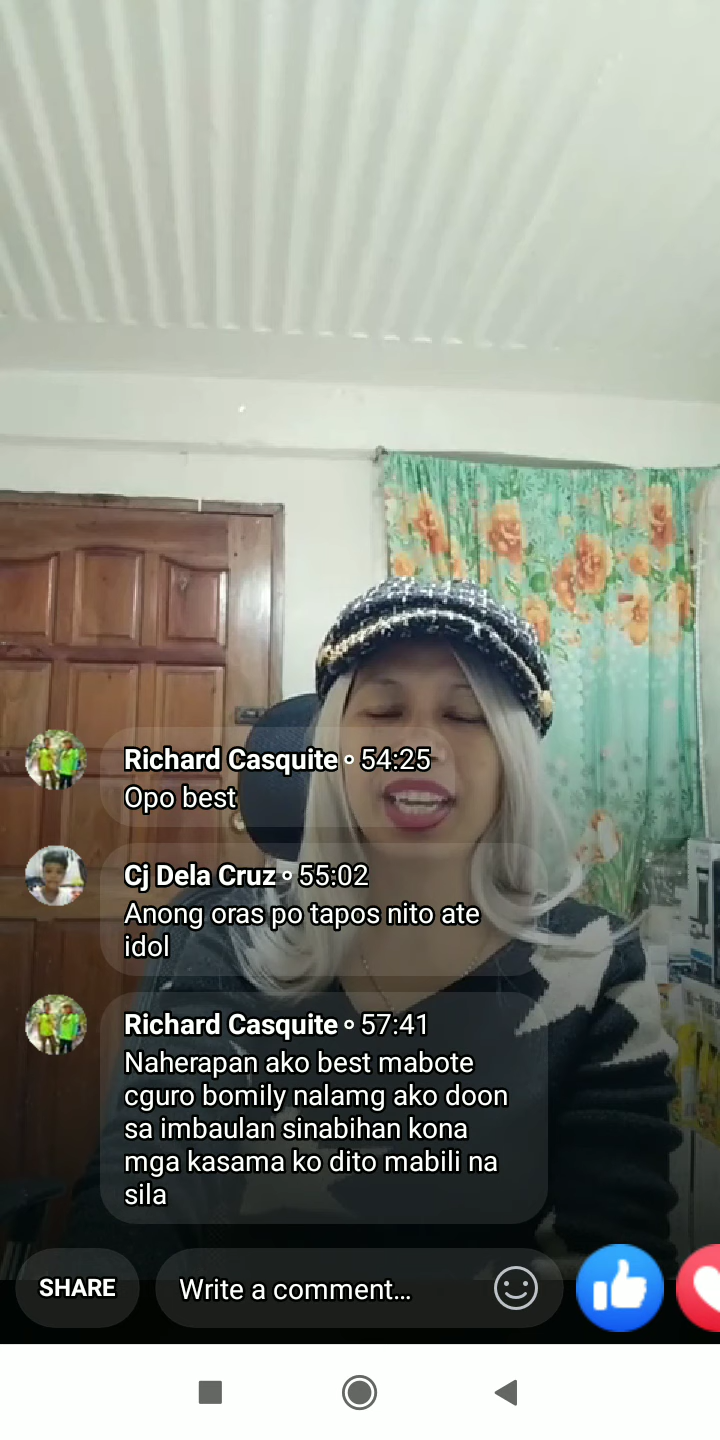 Richard Casquite • 54:25
Opo best
Cj Dela Cruz • 55:02
Anong oras po tapos nito ate
idol
Richard Casquite • 57:41
Naherapan ako best mabote
cguro bomily nalamg ako doon
sa imbaulan sinabihan kona
mga kasama ko dito mabili na
sila
SHARE
Write a comment...